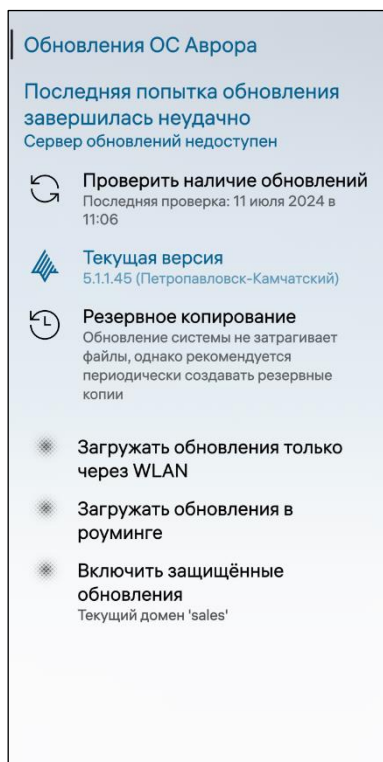 Обновления ОС Аврора
Последняя попытка обновления
завершилась неудачно
Сервер обновлений недоступен
Проверить наличие обновлений
Последняя проверка: 11 июля 2024 в
11:06
Текущая версия
5.1.1.45 (Петропавловск-Камчатский)
Резервное копирование
Обновление системы не затрагивает
файлы, однако рекомендуется
периодически создавать резервные
копии
Загружать обновления только
через WLAN
Загружать обновления в
роуминге
Включить защищённые
обновления
Текущий домен 'sales'